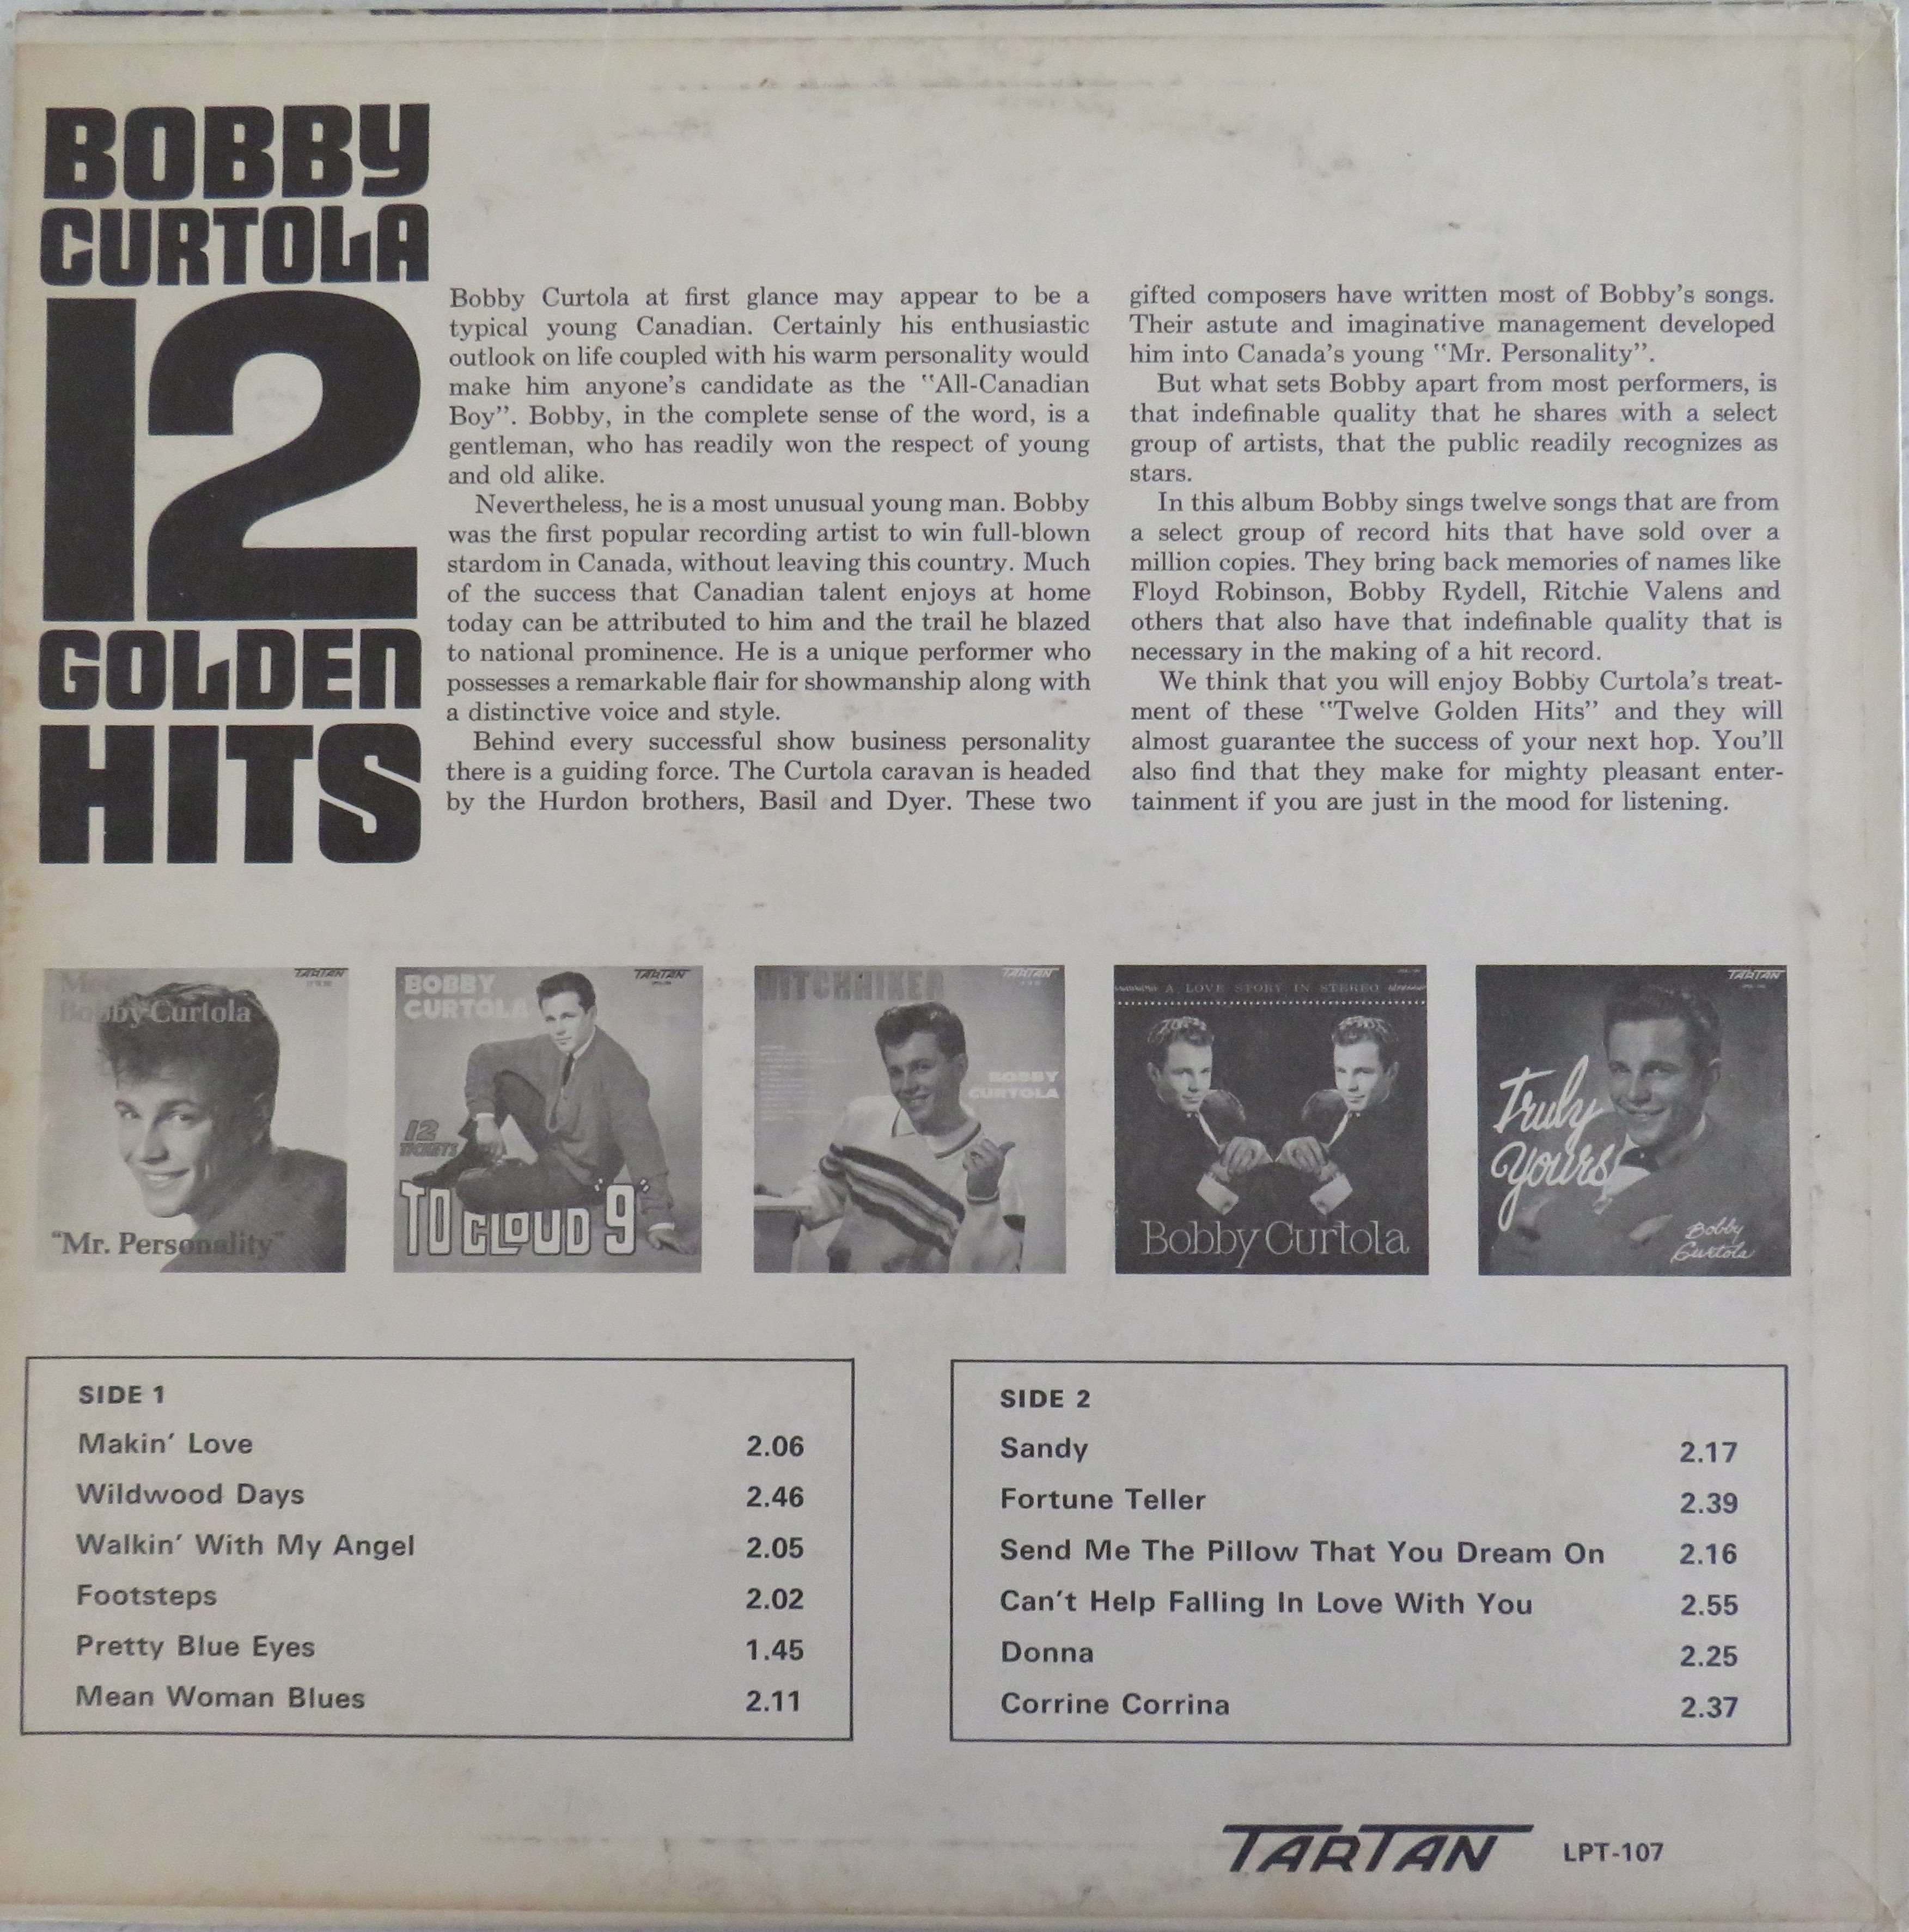 BOBBY
CURTOLA
12
GOLDEN
HITS
Bobby Curtola at first glance may appear to be a
typical young Canadian. Certainly his enthusiastic
outlook on life coupled with his warm personality would
make him anyone's candidate as the "All-Canadian
Boy". Bobby, in the complete sense of the word, is a
gentleman, who has readily won the respect of young
and old alike.
Nevertheless, he is a most unusual young man. Bobby
was the first popular recording artist to win full-blown
stardom in Canada, without leaving this country. Much
of the success that Canadian talent enjoys at home
today can be attributed to him and the trail he blazed
to national prominence. He is a unique performer who
possesses a remarkable flair for showmanship along with
a distinctive voice and style.
Behind every successful show business personality
there is a guiding force. The Curtola caravan is headed
by the Hurdon brothers, Basil and Dyer. These two
gifted composers have written most of Bobby's songs.
Their astute and imaginative management developed
him into Canada's young "Mr. Personality".
But what sets Bobby apart from most performers, is
that indefinable quality that he shares with a select
group of artists, that the public readily recognizes as
stars.
In this album Bobby sings twelve songs that are from
a select group of record hits that have sold over a
million copies. They bring back memories of names like
Floyd Robinson, Bobby Rydell, Ritchie Valens and
others that also have that indefinable quality that is
necessary in the making of a hit record.
We think that you will enjoy Bobby Curtola's treat-
ment of these "Twelve Golden Hits" and they will
almost guarantee the success of your next hop. You'll
also find that they make for mighty pleasant enter-
tainment if you are just in the mood for listening.
TARTAN
Bobby Curtola
"Mr. Personality"
BOBBY
CURTOLA
TARTAN
12
TICKETS
TO CLOUD "9"
HITCHHIKER
TARTAN
BOBBY
CURTOLA
A LOVE STORY IN STEREO
Bobby Curtola
TARTAN
Truly
Yours
Bobby
Curtola
SIDE 1
Makin' Love 2.06
Wildwood Days 2.46
Walkin' With My Angel 2.05
Footsteps 2.02
Pretty Blue Eyes 1.45
Mean Woman Blues 2.11
SIDE 2
Sandy 2.17
Fortune Teller 2.39
Send Me The Pillow That You Dream On 2.16
Can't Help Falling In Love With You 2.55
Donna 2.25
Corrine Corrina 2.37
TARTAN LPT-107